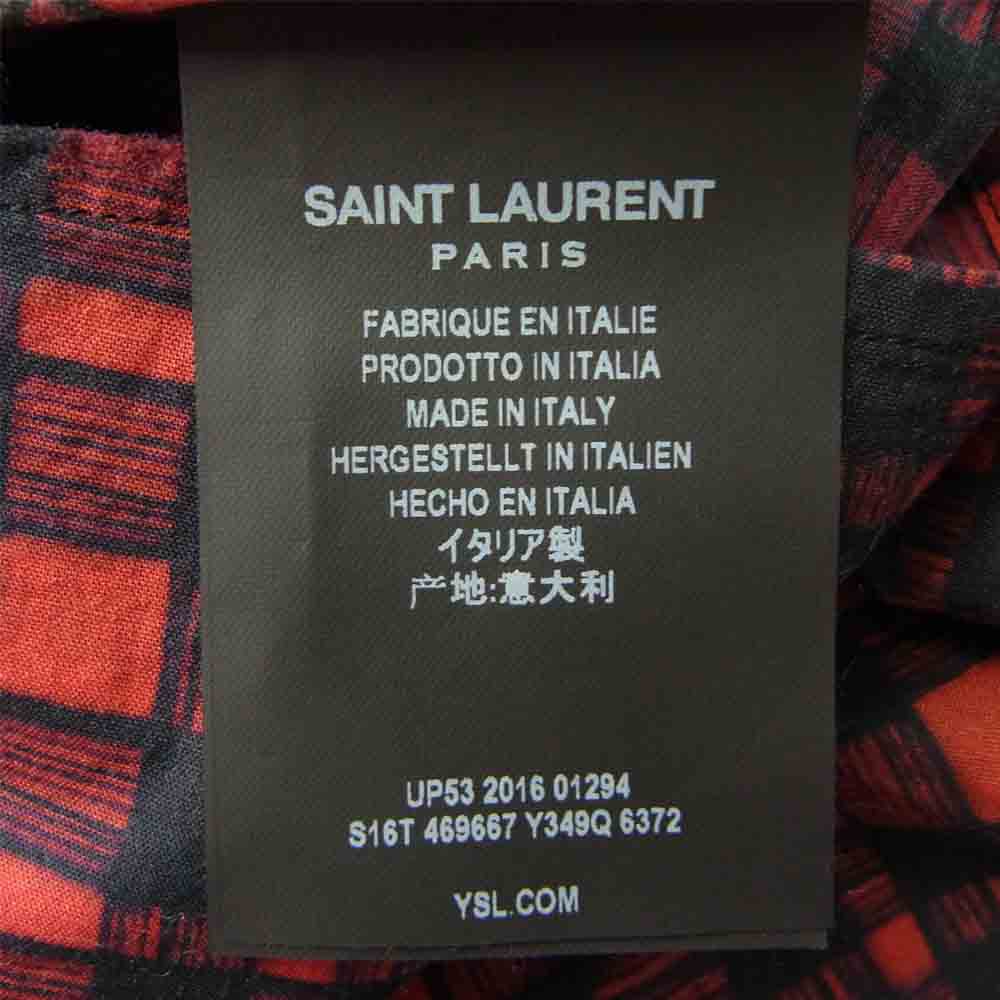 SAINT LAURENT
PARIS
FABRIQUE EN ITALIE
PRODOTTO IN ITALIA
MADE IN ITALY
HERGESTELLT IN ITALIEN
HECHO EN ITALIA
イタリア製
产地:意大利
UP53 2016 01294
S16T 469667 Y349Q 6372
YSL.COM